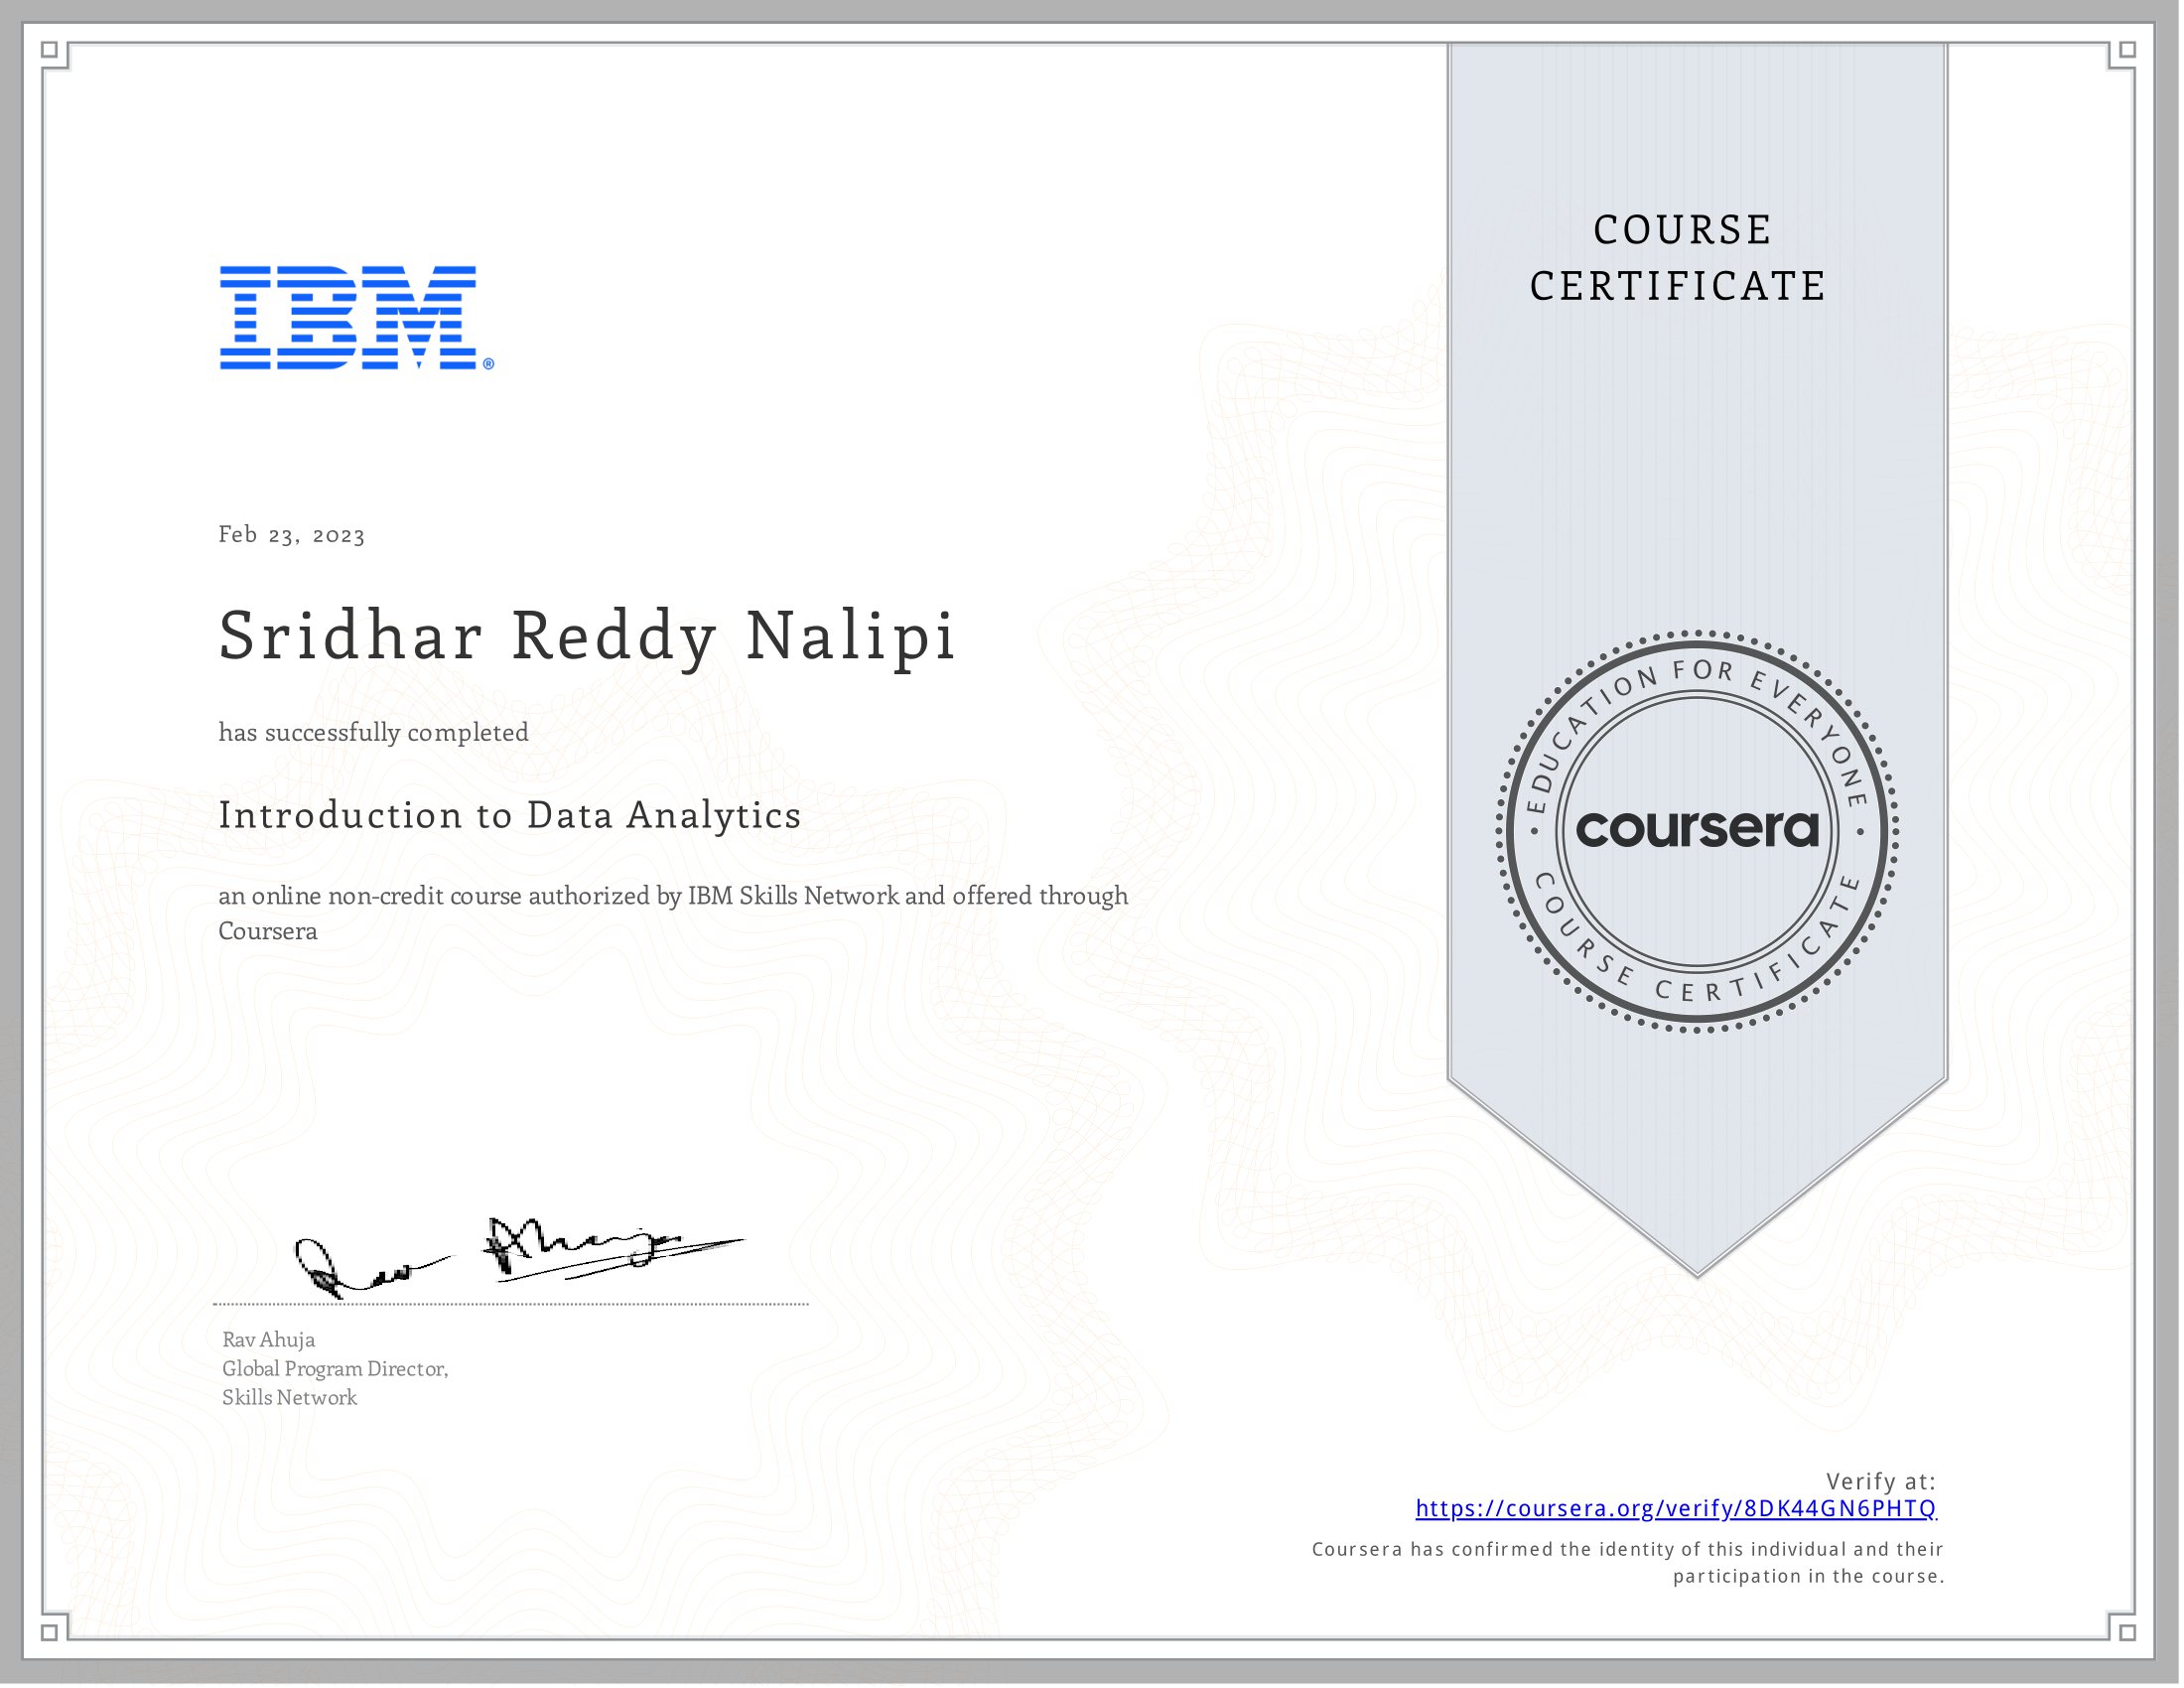 IBM®
Feb 23, 2023
Sridhar Reddy Nalipi
has successfully completed
Introduction to Data Analytics
an online non-credit course authorized by IBM Skills Network and offered through
Coursera
Rav Ahuja
Global Program Director,
Skills Network
COURSE
CERTIFICATE
EDUCATION FOR EVERYONE
coursera
COURSE CERTIFICATE
Verify at:
https://coursera.org/verify/8DK44GN6PHTQ
Coursera has confirmed the identity of this individual and their
participation in the course.